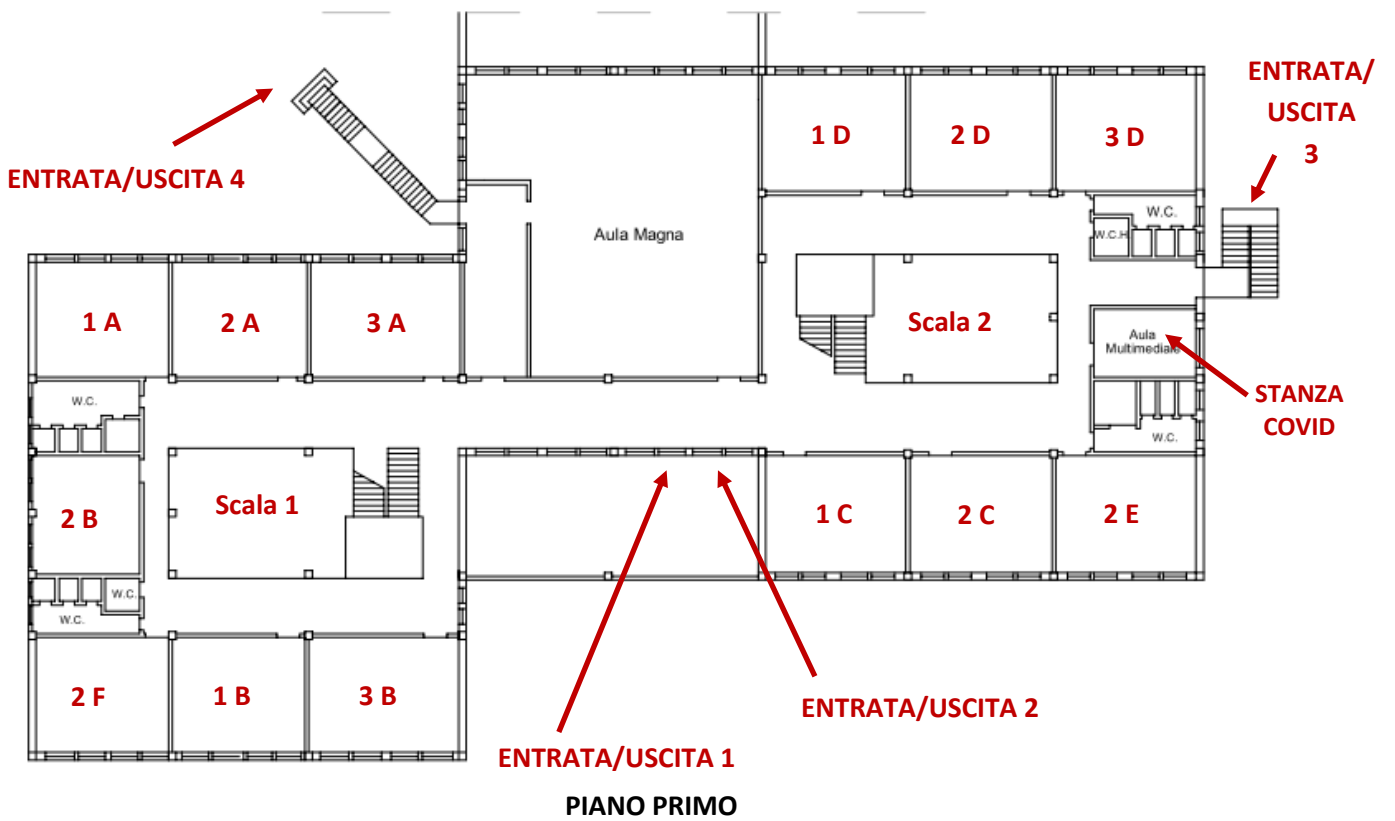 ENTRATA/
USCITA
3
1 D
2 D
3 D
ENTRATA/USCITA 4
W.C.
W.C.H
Aula Magna
1 A
2 A
3 A
Scala 2
Aula
Multimediale
STANZA
COVID
W.C.
W.C.
2 B
Scala 1
1 C
2 C
2 E
W.C.
W.C.
2 F
1 B
3 B
ENTRATA/USCITA 2
ENTRATA/USCITA 1
PIANO PRIMO